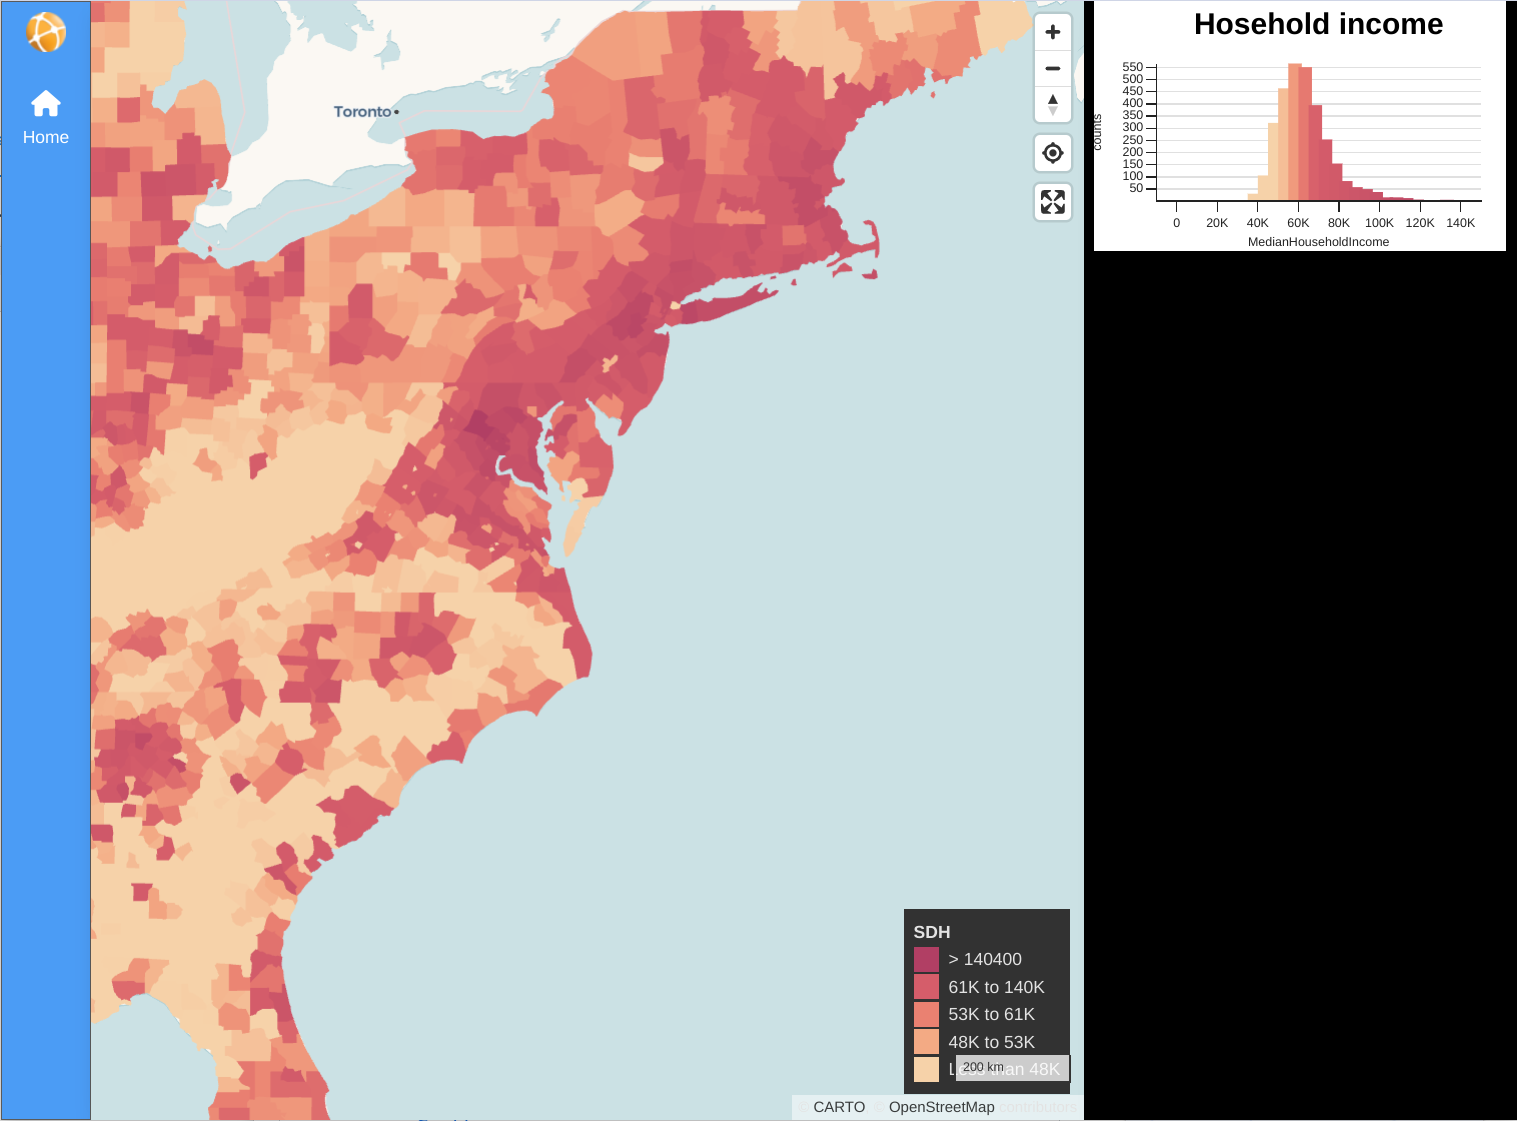 Home
Toronto
Hosehold income
counts
550
500
450
400
350
300
250
200
150
100
50
0 20K 40K 60K 80K 100K 120K 140K
MedianHouseholdIncome
SDH
> 140400
61K to 140K
53K to 61K
48K to 53K
Less than 48K
200 km
© CARTO, © OpenStreetMap contributors